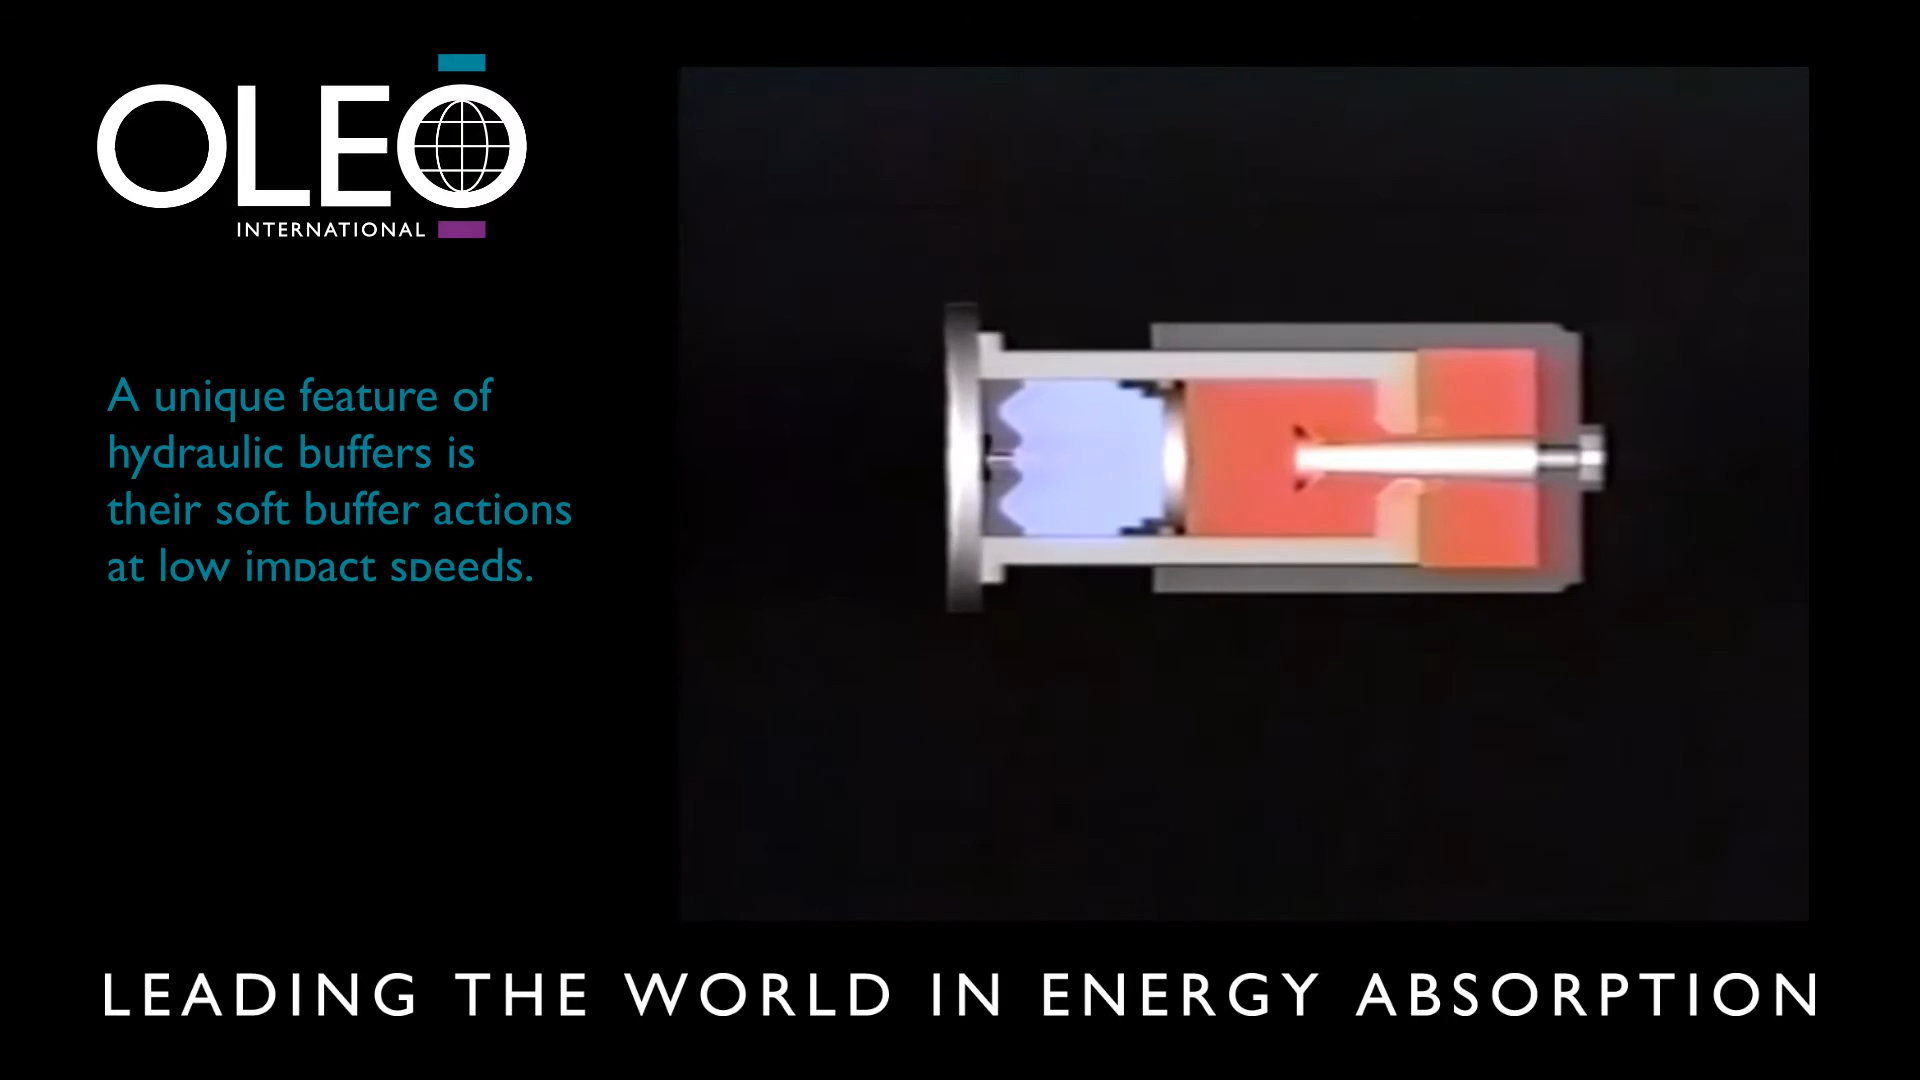 OLEO
INTERNATIONAL
A unique feature of
hydraulic buffers is
their soft buffer actions
at low impact speeds.
LEADING THE WORLD IN ENERGY ABSORPTION